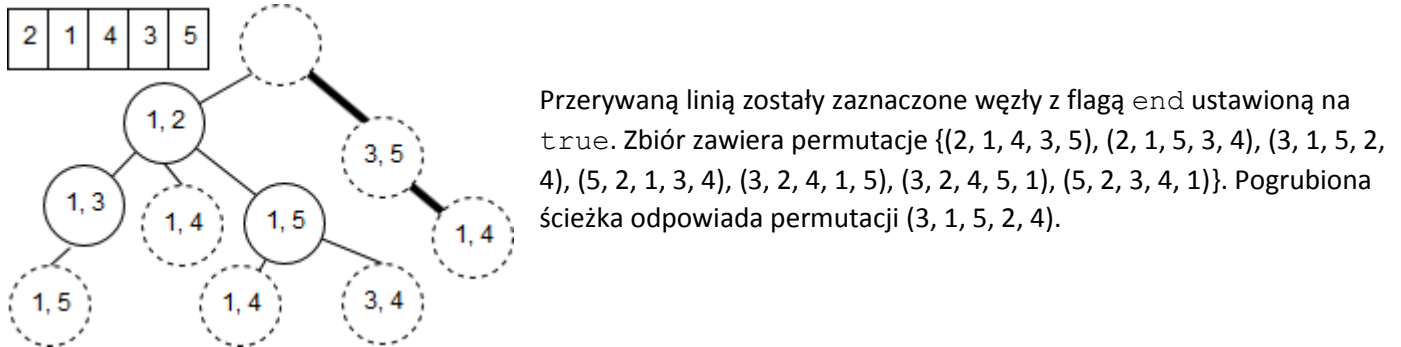 2 1 4 3 5
1, 2
3, 5
1, 3
1, 4
1, 5
1, 4
1, 5
1, 4
3, 4
Przerywaną linią zostały zaznaczone węzły z flagą end ustawioną na
true. Zbiór zawiera permutacje {(2, 1, 4, 3, 5), (2, 1, 5, 3, 4), (3, 1, 5, 2,
4), (5, 2, 1, 3, 4), (3, 2, 4, 1, 5), (3, 2, 4, 5, 1), (5, 2, 3, 4, 1)}. Pogrubiona
ścieżka odpowiada permutacji (3, 1, 5, 2, 4).